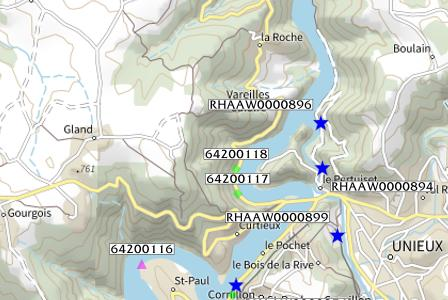 la Roche
Boulain
Vareilles
RHAAW0000896
Gland
64200118
.761
64200117
le Pertuiset
RHAAW0000894
Gourgois
RHAAW0000899
Curtieux
64200116
le Pochet
UNIEUX
le Bois de la Rive
St-Paul
Cornillon